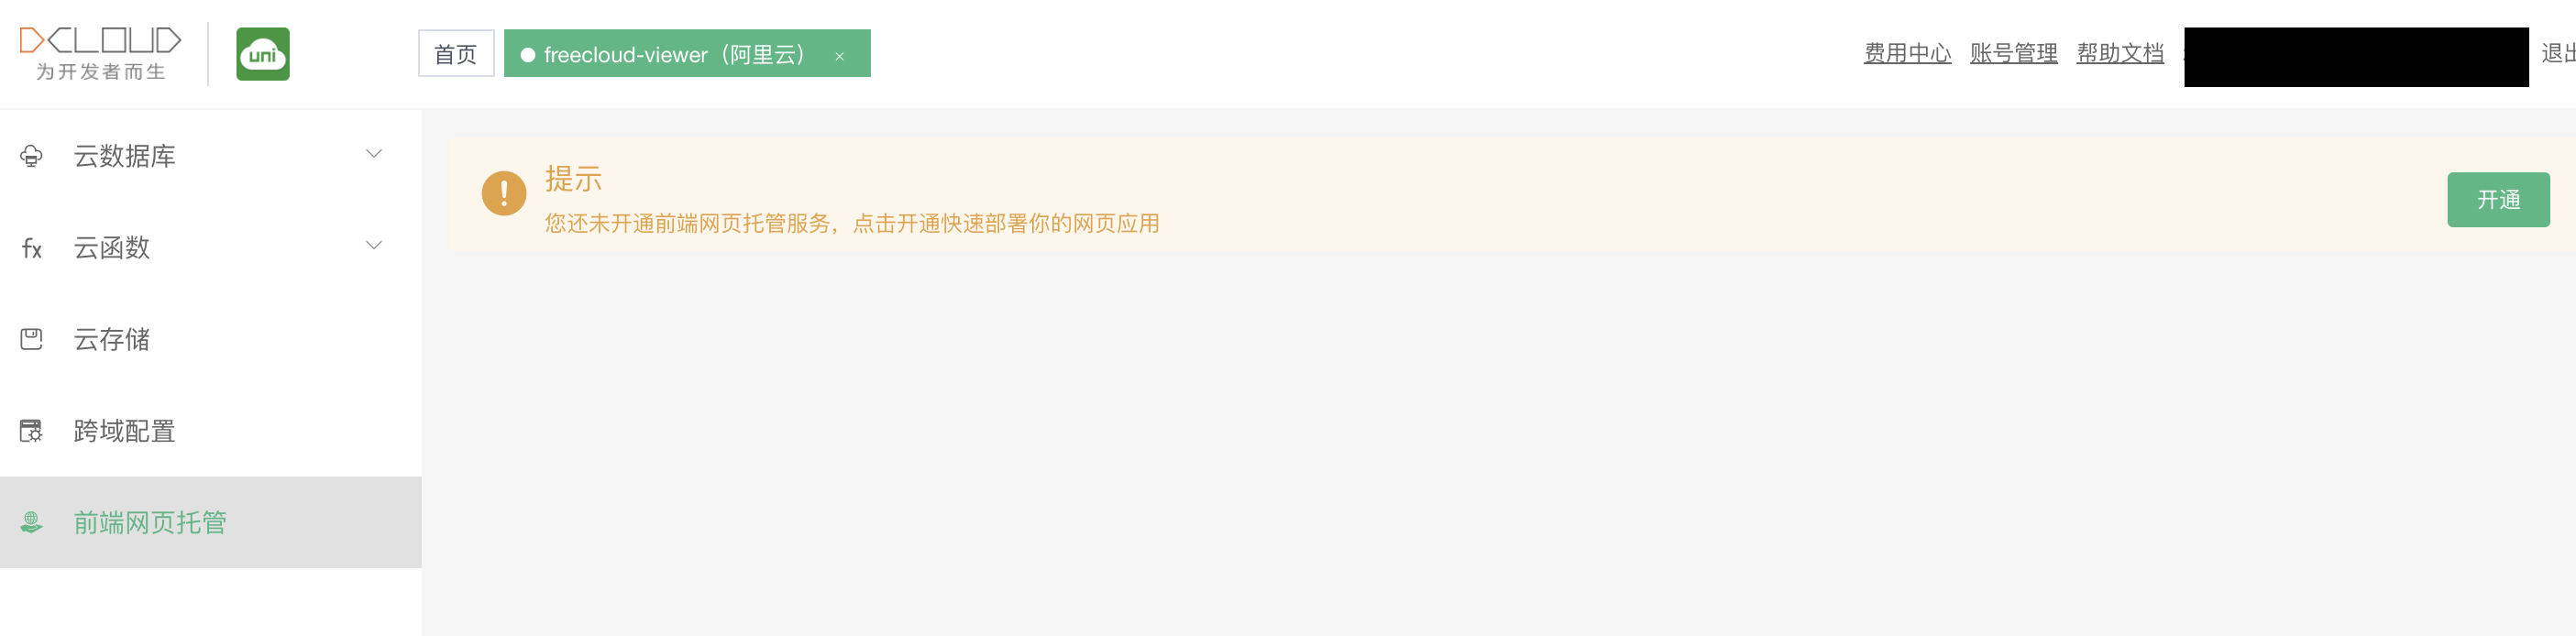 DCLOUD
为开发者而生
uni
首页
freecloud-viewer（阿里云） ×
费用中心 账号管理 帮助文档
云数据库
fx 云函数
云存储
跨域配置
前端网页托管
提示
您还未开通前端网页托管服务，点击开通快速部署你的网页应用
开通